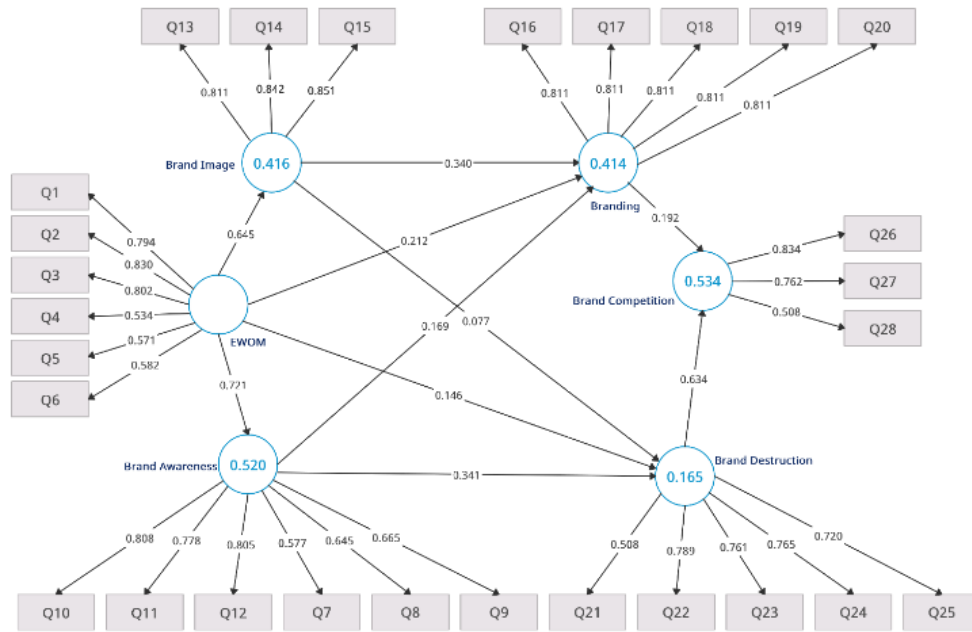 Q13 Q14 Q15 Q16 Q17 Q18 Q19 Q20
0.811 0.842 0.851 0.811 0.811 0.811 0.811 0.811
Brand Image 0.416 0.340 0.414
Branding
Q1
Q2
Q3
Q4
Q5
Q6
0.794
0.830
0.802
0.534
0.571
0.582
0.645
0.212
0.192
EWOM
0.721
0.169
0.077
0.146
Brand Competition 0.534
0.834
0.762
0.508
Q26
Q27
Q28
0.634
Brand Awareness 0.520 0.341 0.165
Brand Destruction
0.808 0.778 0.805 0.577 0.645 0.665 0.508 0.789 0.761 0.765 0.720
Q10 Q11 Q12 Q7 Q8 Q9 Q21 Q22 Q23 Q24 Q25